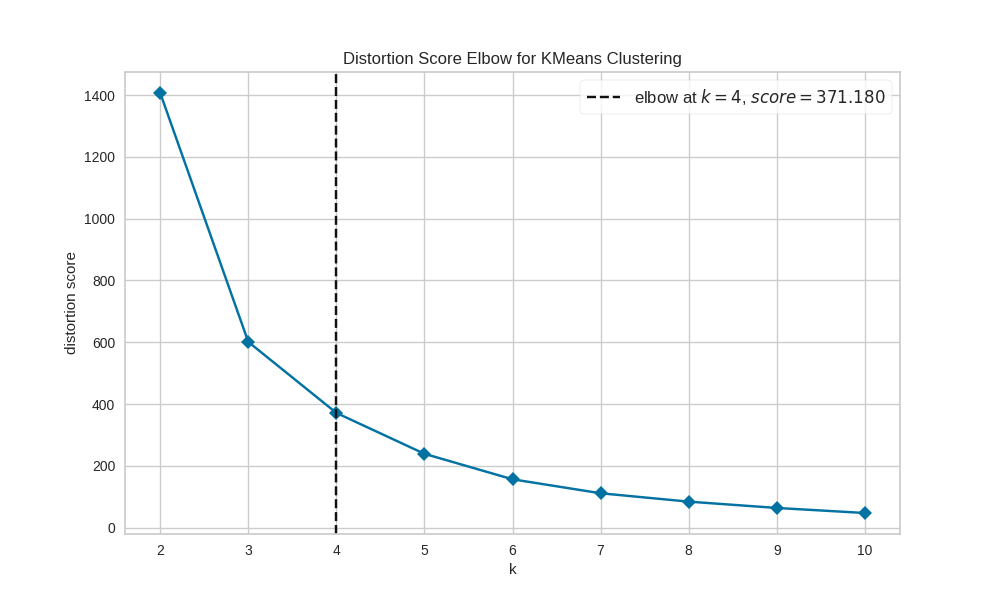 Distortion Score Elbow for KMeans Clustering
elbow at k = 4, score = 371.180
distortion score
1400
1200
1000
800
600
400
200
0
2 3 4 5 6 7 8 9 10
k